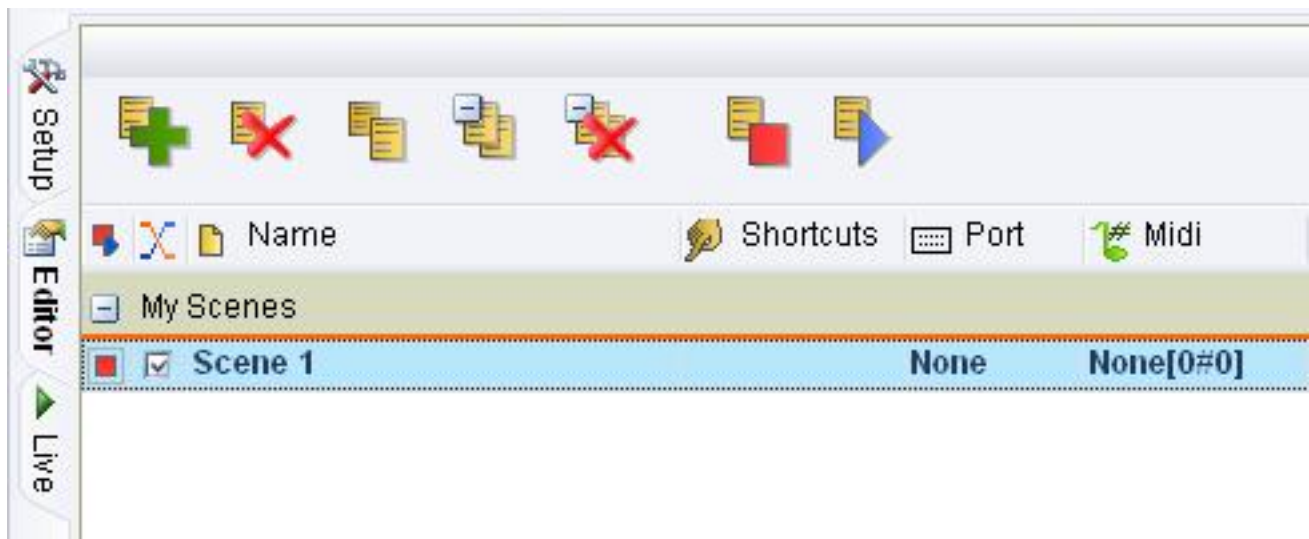 Setup
Editor
Live
Name Shortcuts Port Midi
My Scenes
Scene 1 None None[0#0]